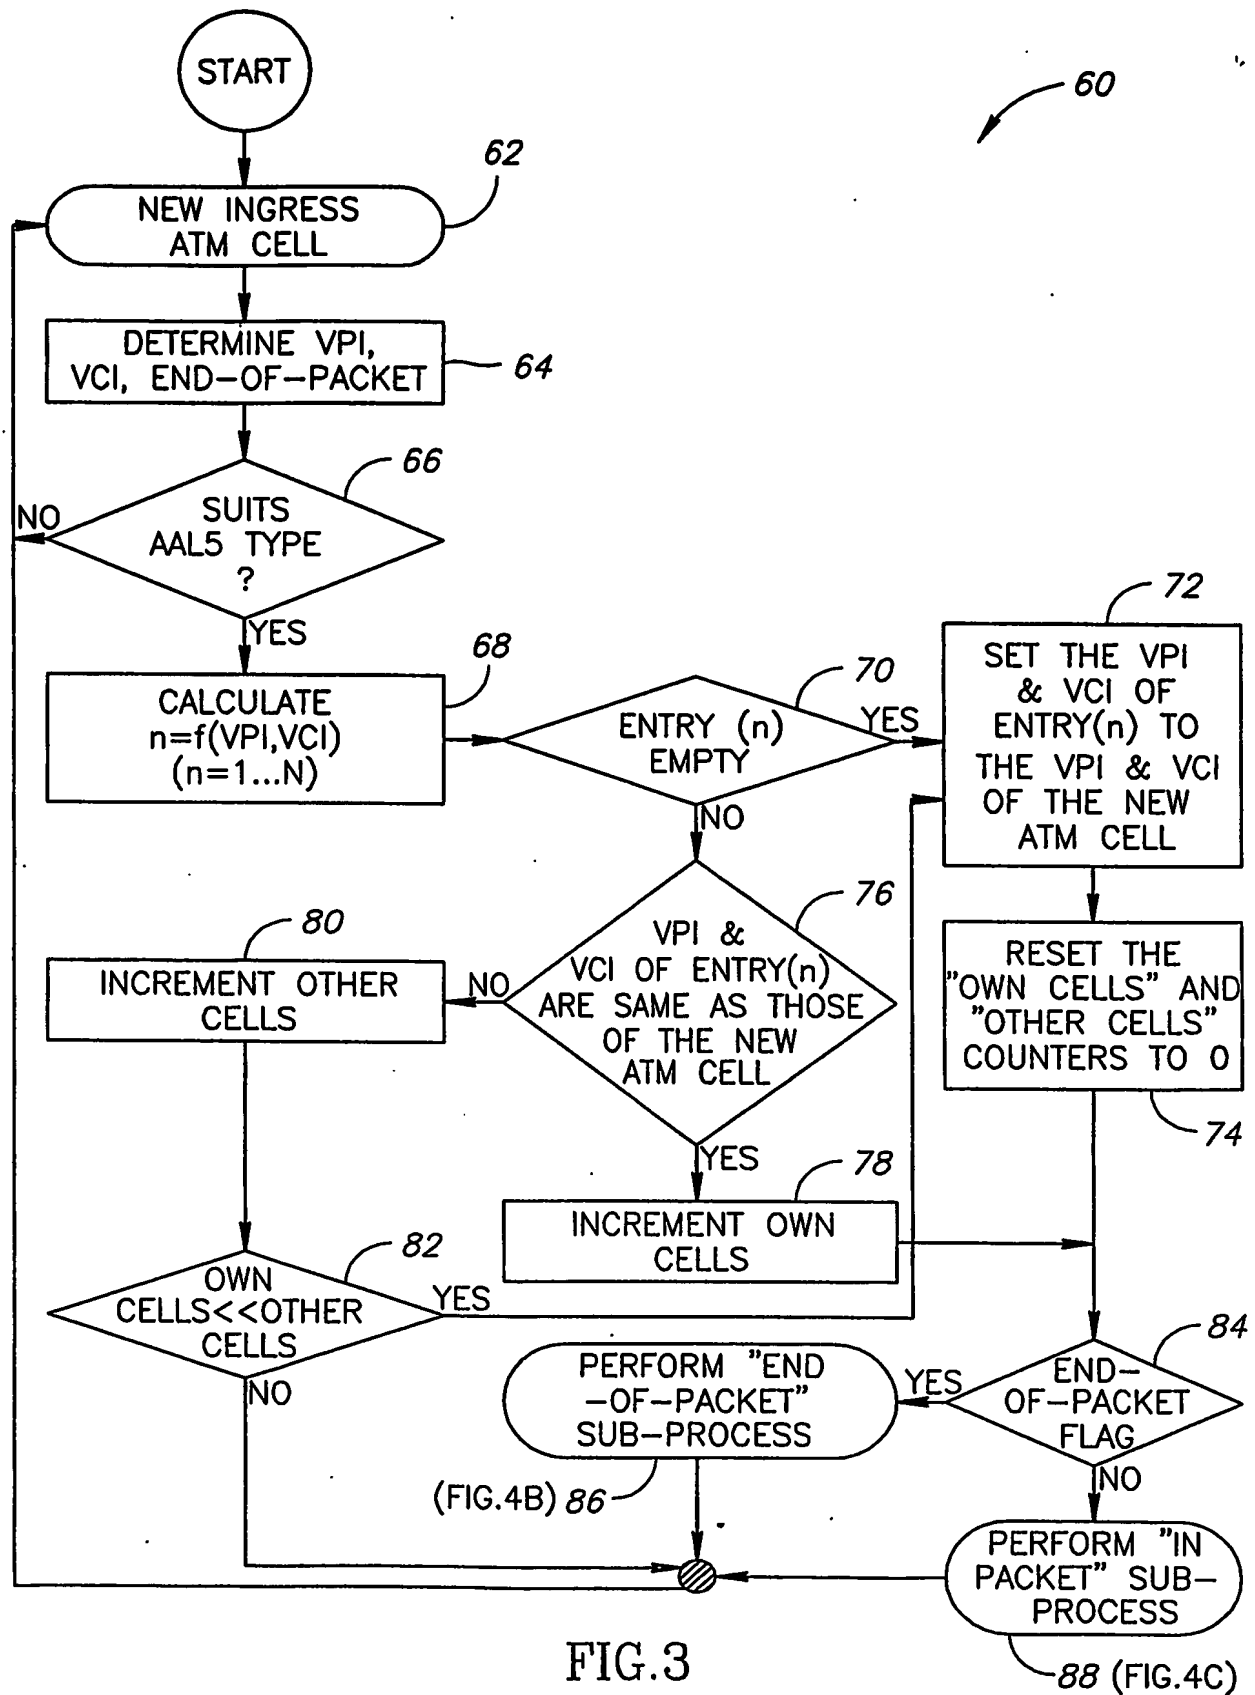 START
60
62
NEW INGRESS
ATM CELL
DETERMINE VPI,
VCI, END-OF-PACKET
64
66
NO
SUITS
AAL5 TYPE
?
YES
68
CALCULATE
n=f(VPI,VCI)
(n=1...N)
70
ENTRY (n)
EMPTY
YES
NO
72
SET THE VPI
& VCI OF
ENTRY(n) TO
THE VPI & VCI
OF THE NEW
ATM CELL
76
VPI &
VCI OF ENTRY(n)
ARE SAME AS THOSE
OF THE NEW
ATM CELL
NO
YES
80
INCREMENT OTHER
CELLS
RESET THE
"OWN CELLS" AND
"OTHER CELLS"
COUNTERS TO 0
74
78
INCREMENT OWN
CELLS
82
OWN
CELLS<<OTHER
CELLS
YES
NO
84
END-
OF-PACKET
FLAG
YES
NO
PERFORM "END
-OF-PACKET"
SUB-PROCESS
(FIG.4B) 86
PERFORM "IN
PACKET" SUB-
PROCESS
88 (FIG.4C)
FIG.3